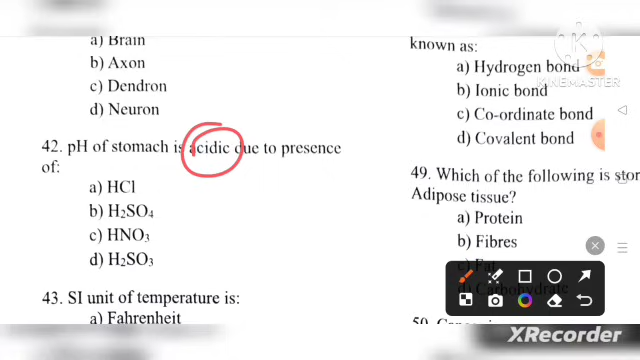 a) Brain
b) Axon
c) Dendron
d) Neuron
42. pH of stomach is acidic due to presence
of:
a) HCl
b) H₂SO₄
c) HNO₃
d) H₂SO₃
43. SI unit of temperature is:
a) Fahrenheit
known as:
a) Hydrogen bond
b) Ionic bond
c) Co-ordinate bond
d) Covalent bond
49. Which of the following is stor
Adipose tissue?
a) Protein
b) Fibres
c) Fat
d) Carbohydrate
KINEMASTER
XRecorder